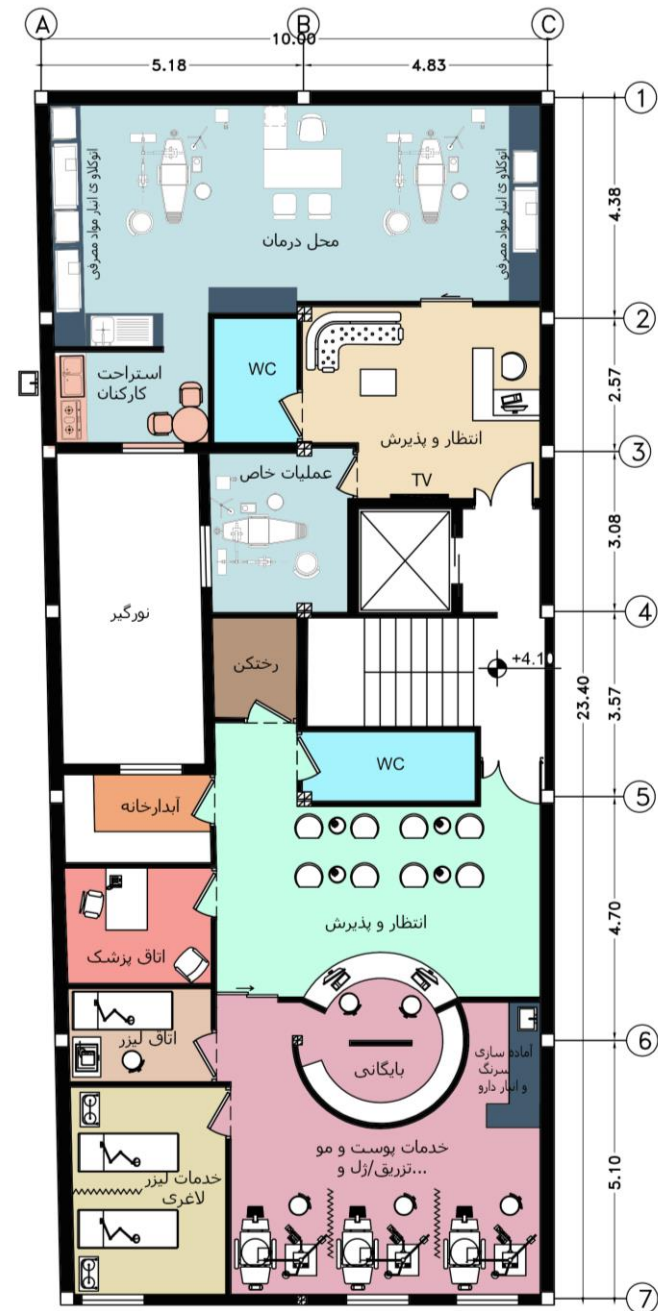 A
B
C
10.00
5.18
4.83
1
اتوکلاو ئ انبار مواد مصرفی
اتوکلاو ئ انبار مواد مصرفی
محل درمان
4.38
2
WC
استراحت
کارکنان
انتظار و پذیرش
2.57
TV
3
عملیات خاص
3.08
نورگیر
4
رختکن
+4.1
3.57
23.40
WC
5
آبدارخانه
انتظار و پذیرش
4.70
اتاق پزشک
اتاق لیزر
6
بایگانی
آماده سازی
سرنگ
و انبار دارو
خدمات پوست و مو
تزریق/ژل و...
خدمات لیزر
لاغری
5.10
7